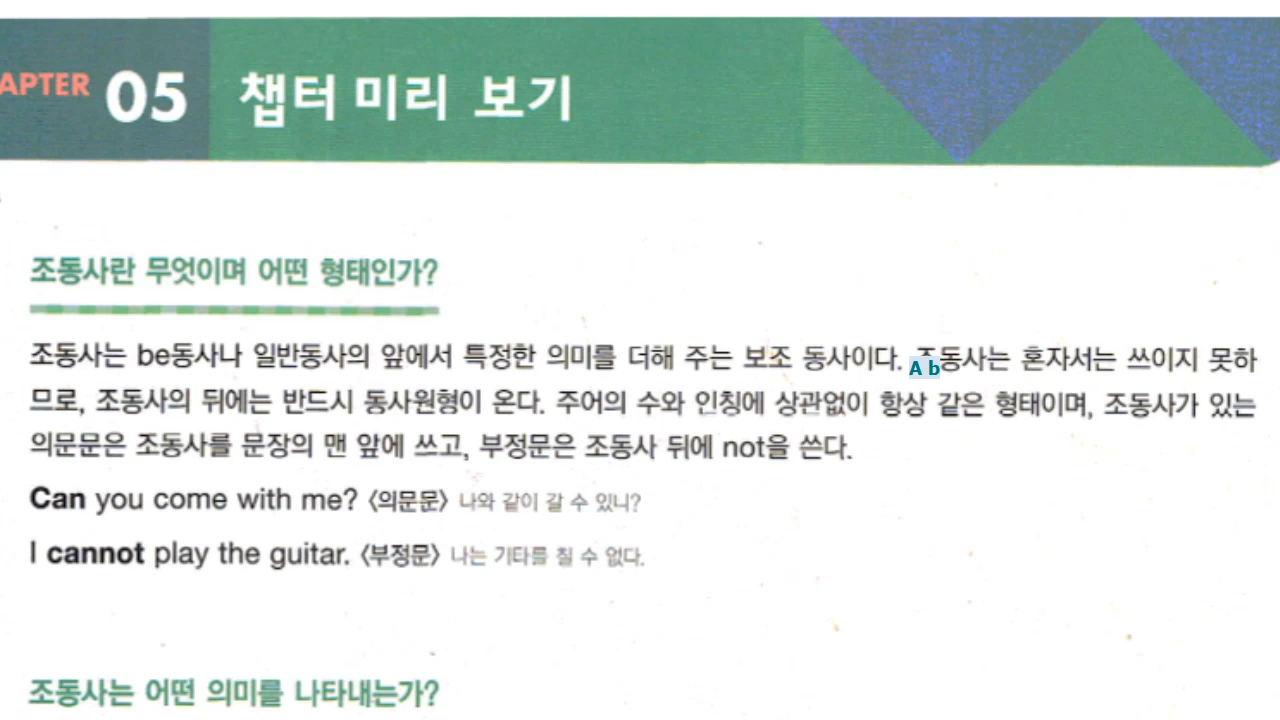 APTER 05 챕터 미리 보기
조동사란 무엇이며 어떤 형태인가?
조동사는 be동사나 일반동사의 앞에서 특정한 의미를 더해 주는 보조 동사이다. 조동사는 혼자서는 쓰이지 못하
므로, 조동사의 뒤에는 반드시 동사원형이 온다. 주어의 수와 인칭에 상관없이 항상 같은 형태이며, 조동사가 있는
의문문은 조동사를 문장의 맨 앞에 쓰고, 부정문은 조동사 뒤에 not을 쓴다.
Can you come with me? 〈의문문〉 나와 같이 갈 수 있니?
I cannot play the guitar. 〈부정문〉 나는 기타를 칠 수 없다.
조동사는 어떤 의미를 나타내는가?
A b